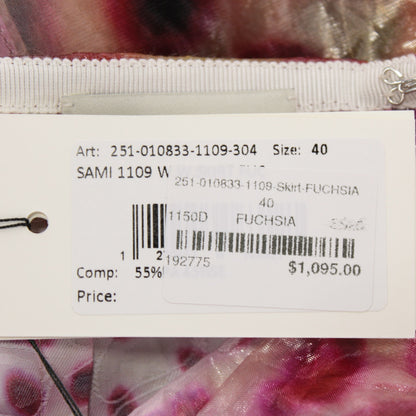 Art: 251-010833-1109-304 Size: 40
SAMI 1109 W
251-010833-1109-Skirt-FUCHSIA
40
1150D FUCHSIA
1 2
192775
Comp: 55%
$1,095.00
Price: